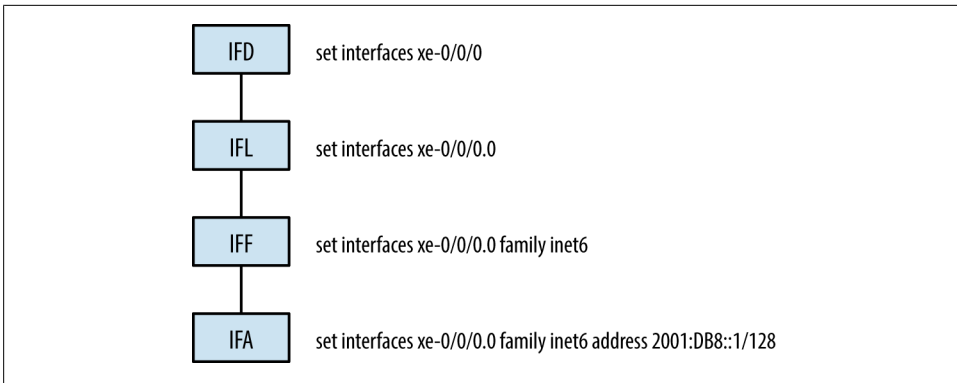 IFD set interfaces xe-0/0/0
IFL set interfaces xe-0/0/0.0
IFF set interfaces xe-0/0/0.0 family inet6
IFA set interfaces xe-0/0/0.0 family inet6 address 2001:DB8::1/128